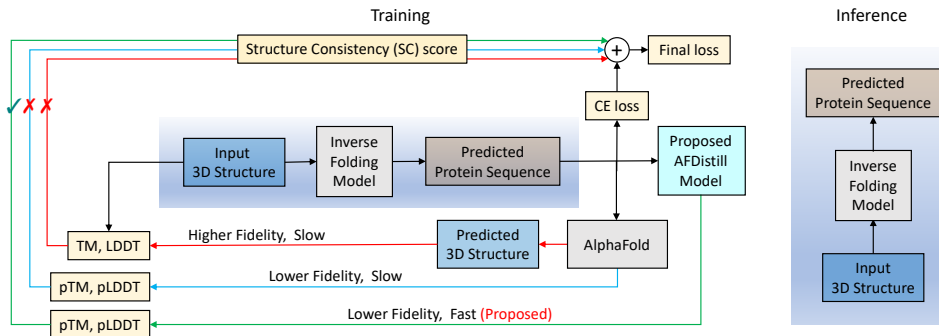 Training
Inference
Structure Consistency (SC) score
+
Final loss
CE loss
✓✗✗
Input
3D Structure
Inverse
Folding
Model
Predicted
Protein Sequence
Proposed
AFDistill
Model
TM, LDDT
Higher Fidelity, Slow
Predicted
3D Structure
AlphaFold
pTM, pLDDT
Lower Fidelity, Slow
pTM, pLDDT
Lower Fidelity, Fast (Proposed)
Predicted
Protein Sequence
Inverse
Folding
Model
Input
3D Structure